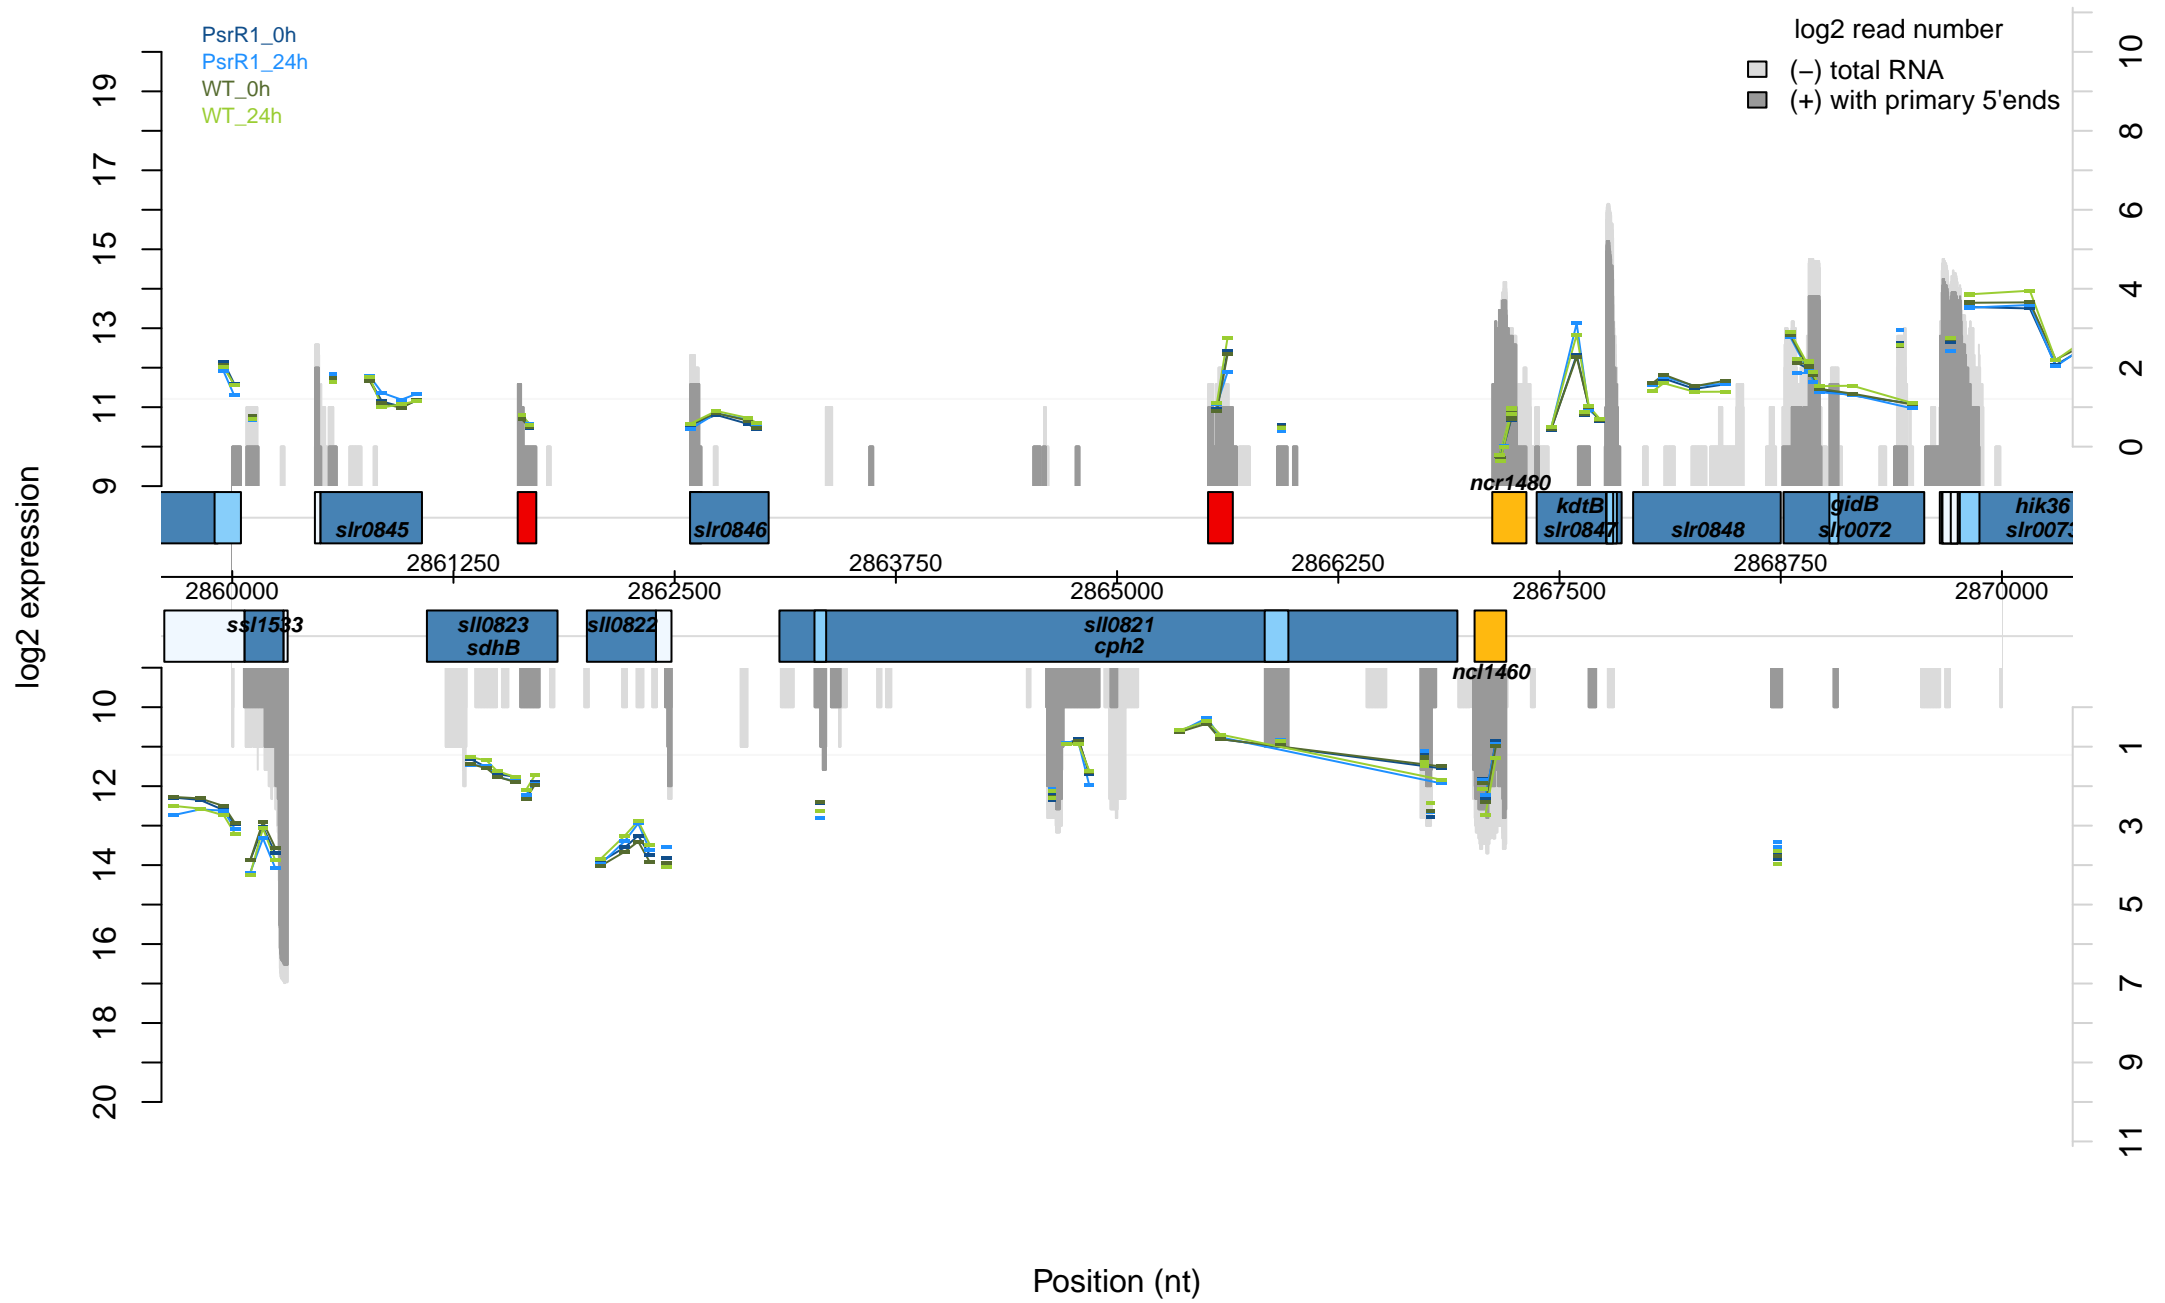 PsrR1_0h
PsrR1_24h
WT_0h
WT_24h
log2 read number
(−) total RNA
(+) with primary 5'ends
19
17
15
13
11
9
10
8
6
4
2
0
ncr1480
kdtB
gidB
hik36
slr0845
slr0846
slr0847
slr0848
slr0072
slr0073
2861250
2863750
2866250
2868750
2860000
2862500
2865000
2867500
2870000
ssl1533
sll0823
sdhB
sll0822
sll0821
cph2
ncl1460
10
12
14
16
18
20
1
3
5
7
9
11
log2 expression
Position (nt)